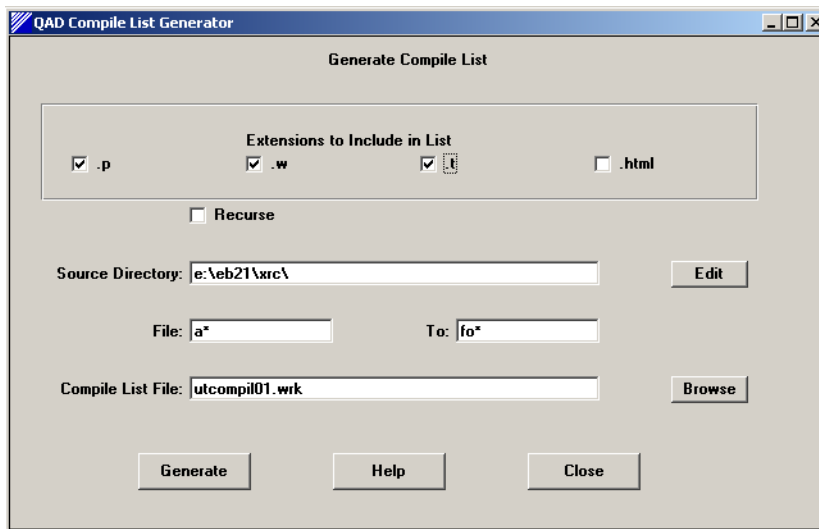 QAD Compile List Generator
Generate Compile List
Extensions to Include in List
.p .w .t .html
Recurse
Source Directory: e:\eb21\xrc\ Edit
File: a* To: fo*
Compile List File: utcompil01.wrk Browse
Generate Help Close